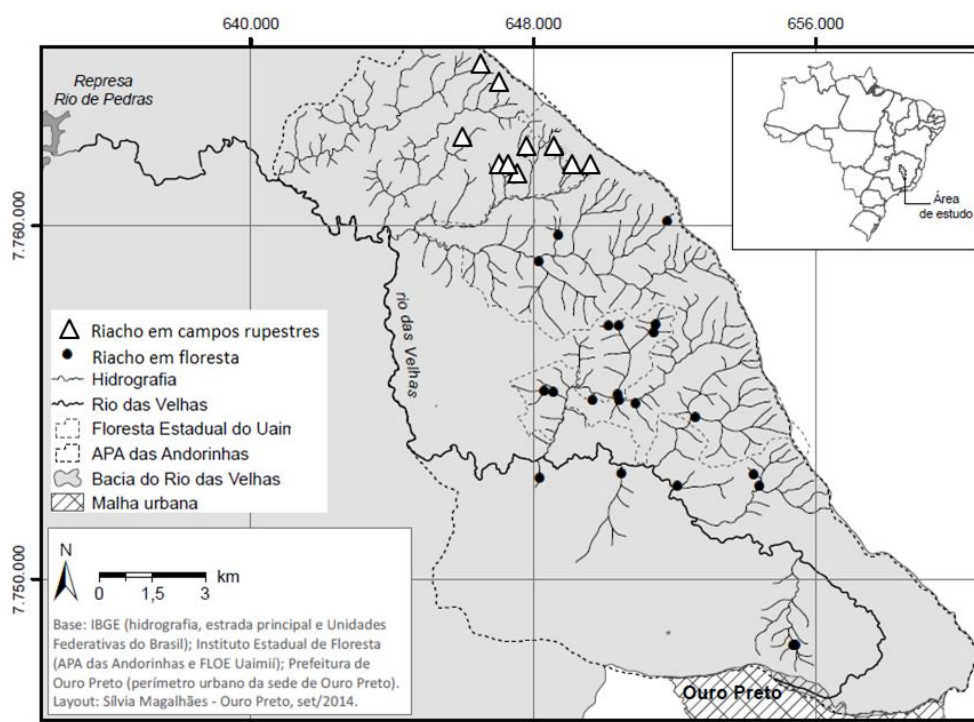 640.000 648.000 656.000
Represa
Rio de Pedras
Área
de estudo
7.760.000
rio das Velhas
Riacho em campos rupestres
Riacho em floresta
Hidrografia
Rio das Velhas
Floresta Estadual do Uain
APA das Andorinhas
Bacia do Rio das Velhas
Malha urbana
N
km
0 1,5 3
7.750.000
Base: IBGE (hidrografia, estrada principal e Unidades
Federativas do Brasil); Instituto Estadual de Floresta
(APA das Andorinhas e FLOE Uaimií); Prefeitura de
Ouro Preto (perímetro urbano da sede de Ouro Preto).
Layout: Sílvia Magalhães - Ouro Preto, set/2014.
Ouro Preto